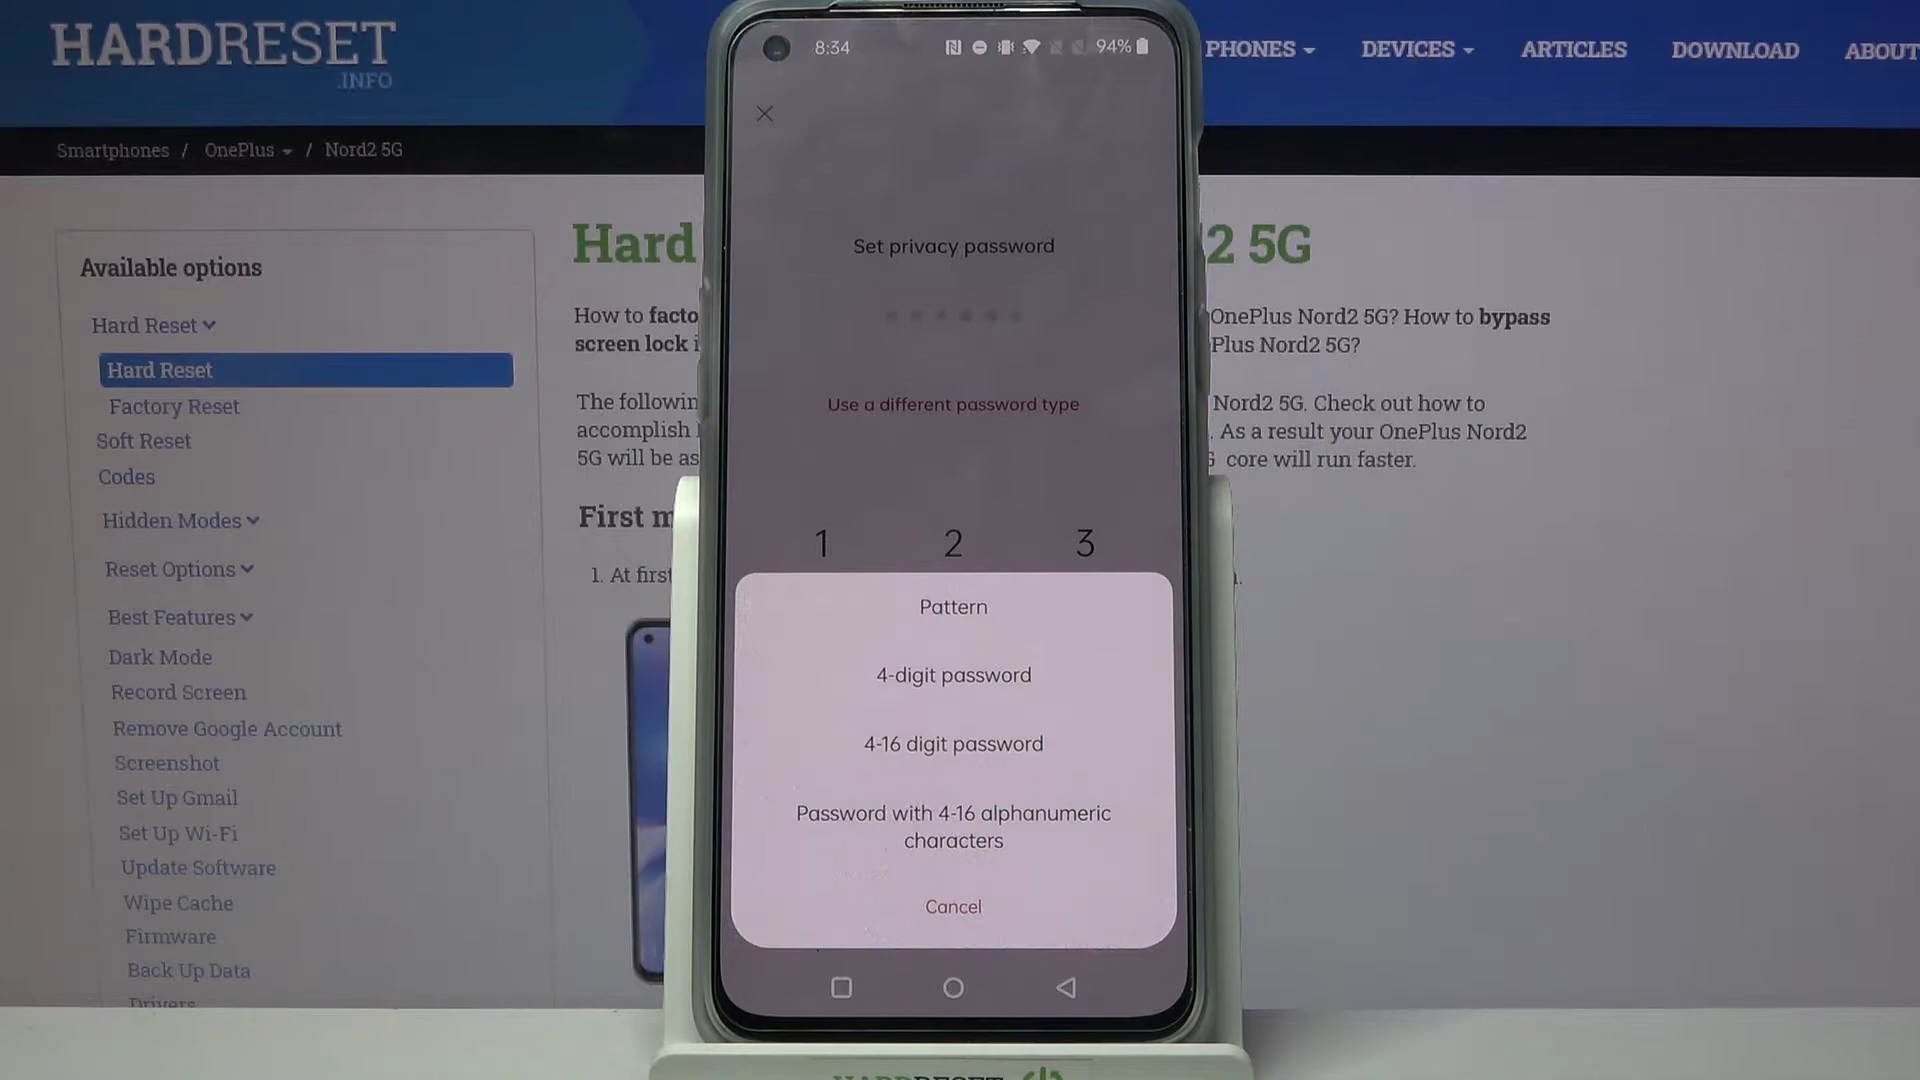 HARDRESET
.INFO
PHONES
DEVICES
ARTICLES
DOWNLOAD
ABOUT
Smartphones / OnePlus / Nord2 5G
Available options
Hard Reset
Hard Reset
Factory Reset
Soft Reset
Codes
Hidden Modes
Reset Options
Best Features
Dark Mode
Record Screen
Remove Google Account
Screenshot
Set Up Gmail
Set Up Wi-Fi
Update Software
Wipe Cache
Firmware
Back Up Data
Drivers
Hard
2 5G
How to facto
OnePlus Nord2 5G? How to bypass
screen lock i
Plus Nord2 5G?
The followin
Nord2 5G. Check out how to
accomplish
. As a result your OnePlus Nord2
5G will be as
core will run faster.
First m
1. At first
8:34
94%
Set privacy password
Use a different password type
1 2 3
Pattern
4-digit password
4-16 digit password
Password with 4-16 alphanumeric
characters
Cancel
HARDRESET